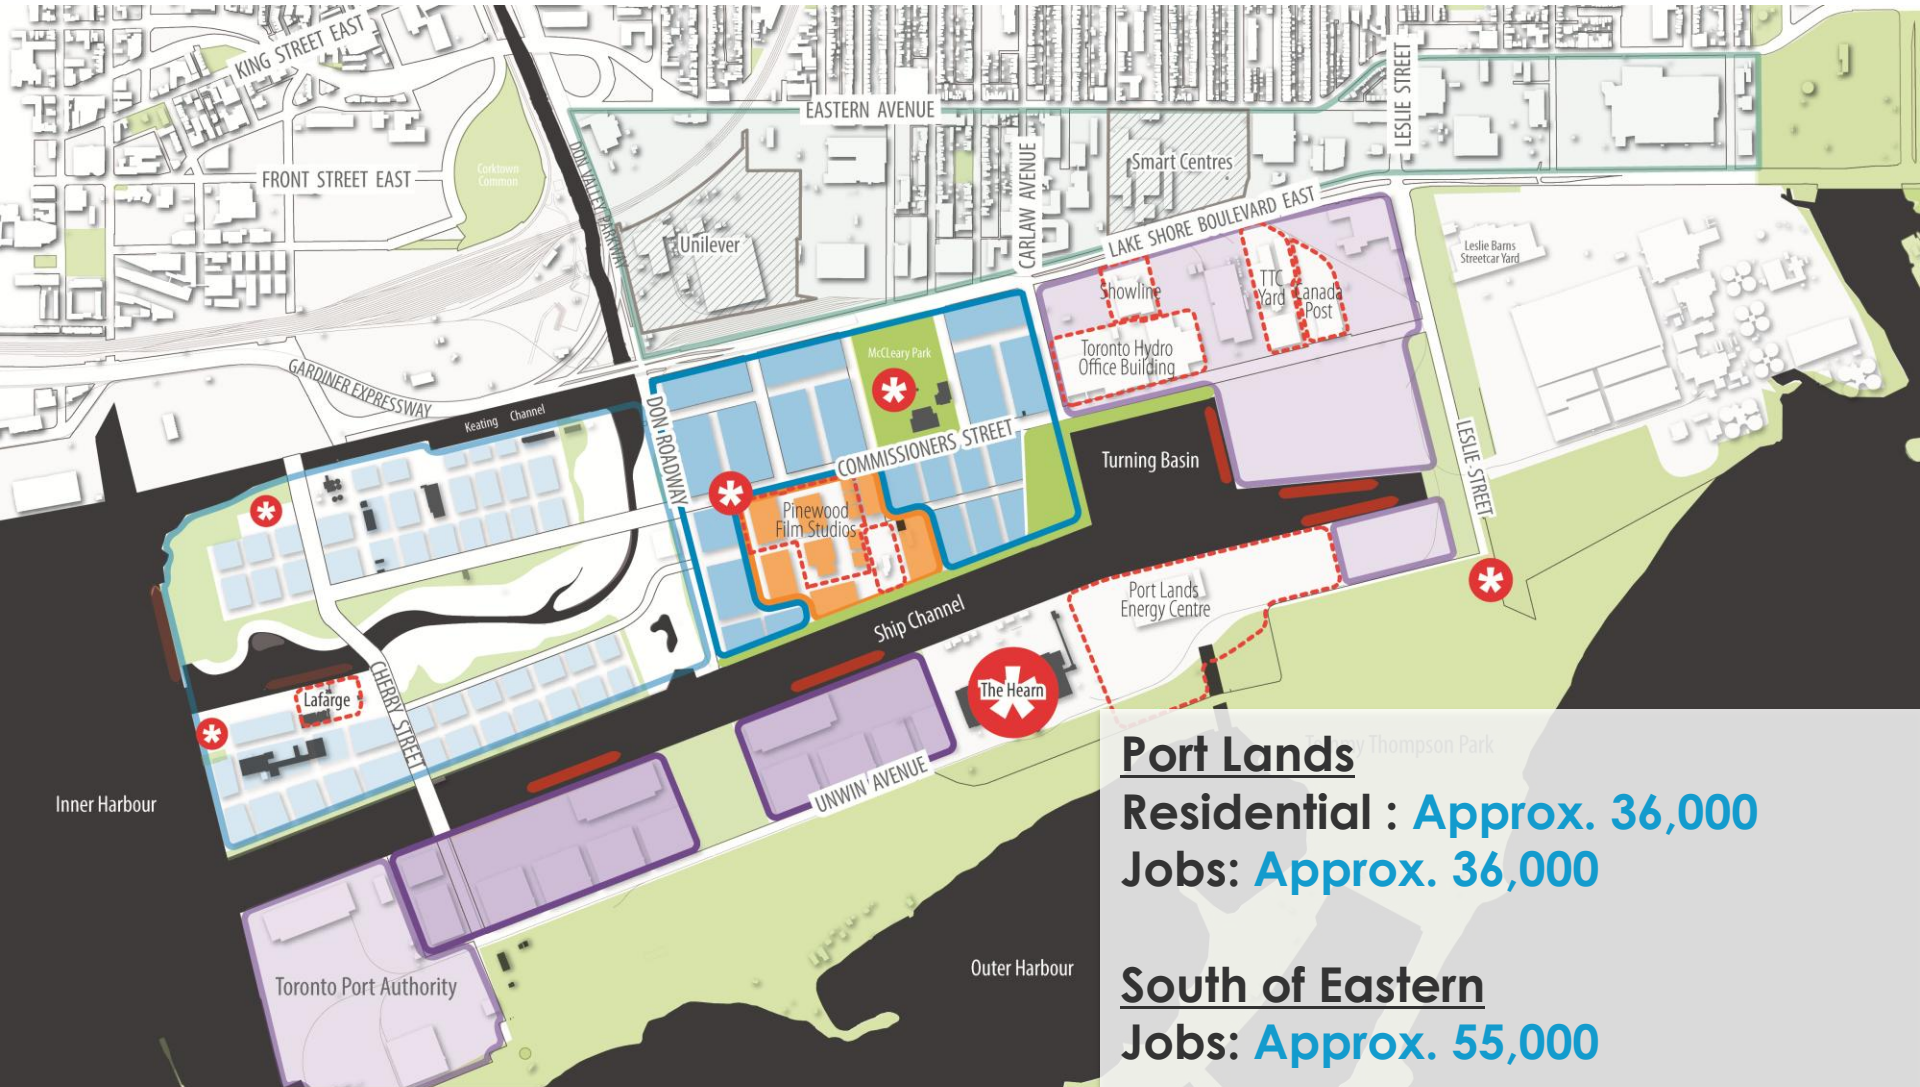 KING STREET EAST
EASTERN AVENUE
LESLIE STREET
FRONT STREET EAST
Corktown
Common
DON VALLEY PARKWAY
CARLAW AVENUE
Smart Centres
Unilever
LAKE SHORE BOULEVARD EAST
Leslie Barns
Streetcar Yard
Showline
TTC
Yard
Canada
Post
Toronto Hydro
Office Building
McCLeary Park
GARDINER EXPRESSWAY
Keating Channel
DON ROADWAY
COMMISSIONERS STREET
Turning Basin
LESLIE STREET
Pinewood
Film Studios
Port Lands
Energy Centre
Ship Channel
CHERRY STREET
Lafarge
The Hearn
Inner Harbour
UNWIN AVENUE
Tommy Thompson Park
Toronto Port Authority
Outer Harbour
Port Lands
Residential : Approx. 36,000
Jobs: Approx. 36,000
South of Eastern
Jobs: Approx. 55,000